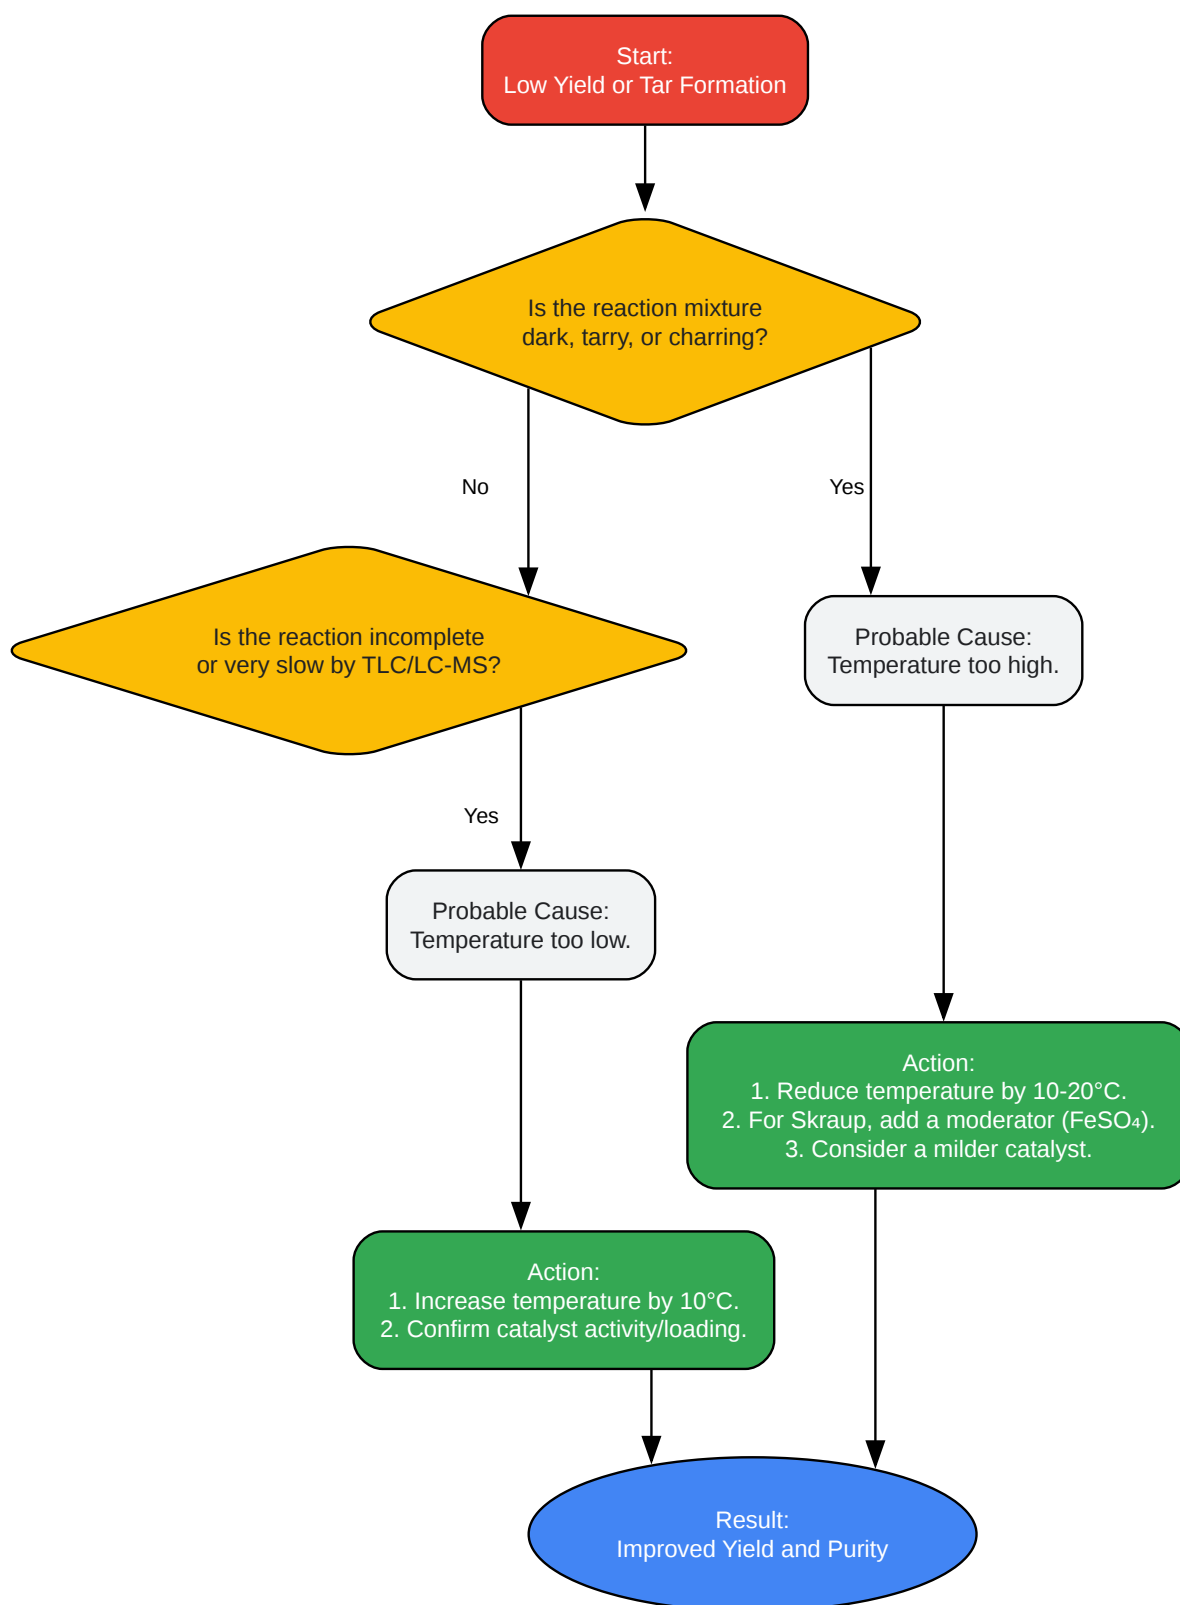 Start:
Low Yield or Tar Formation
Is the reaction mixture
dark, tarry, or charring?
No
Yes
Is the reaction incomplete
or very slow by TLC/LC-MS?
Probable Cause:
Temperature too high.
Yes
Probable Cause:
Temperature too low.
Action:
1. Reduce temperature by 10-20°C.
2. For Skraup, add a moderator (FeSO₄).
3. Consider a milder catalyst.
Action:
1. Increase temperature by 10°C.
2. Confirm catalyst activity/loading.
Result:
Improved Yield and Purity